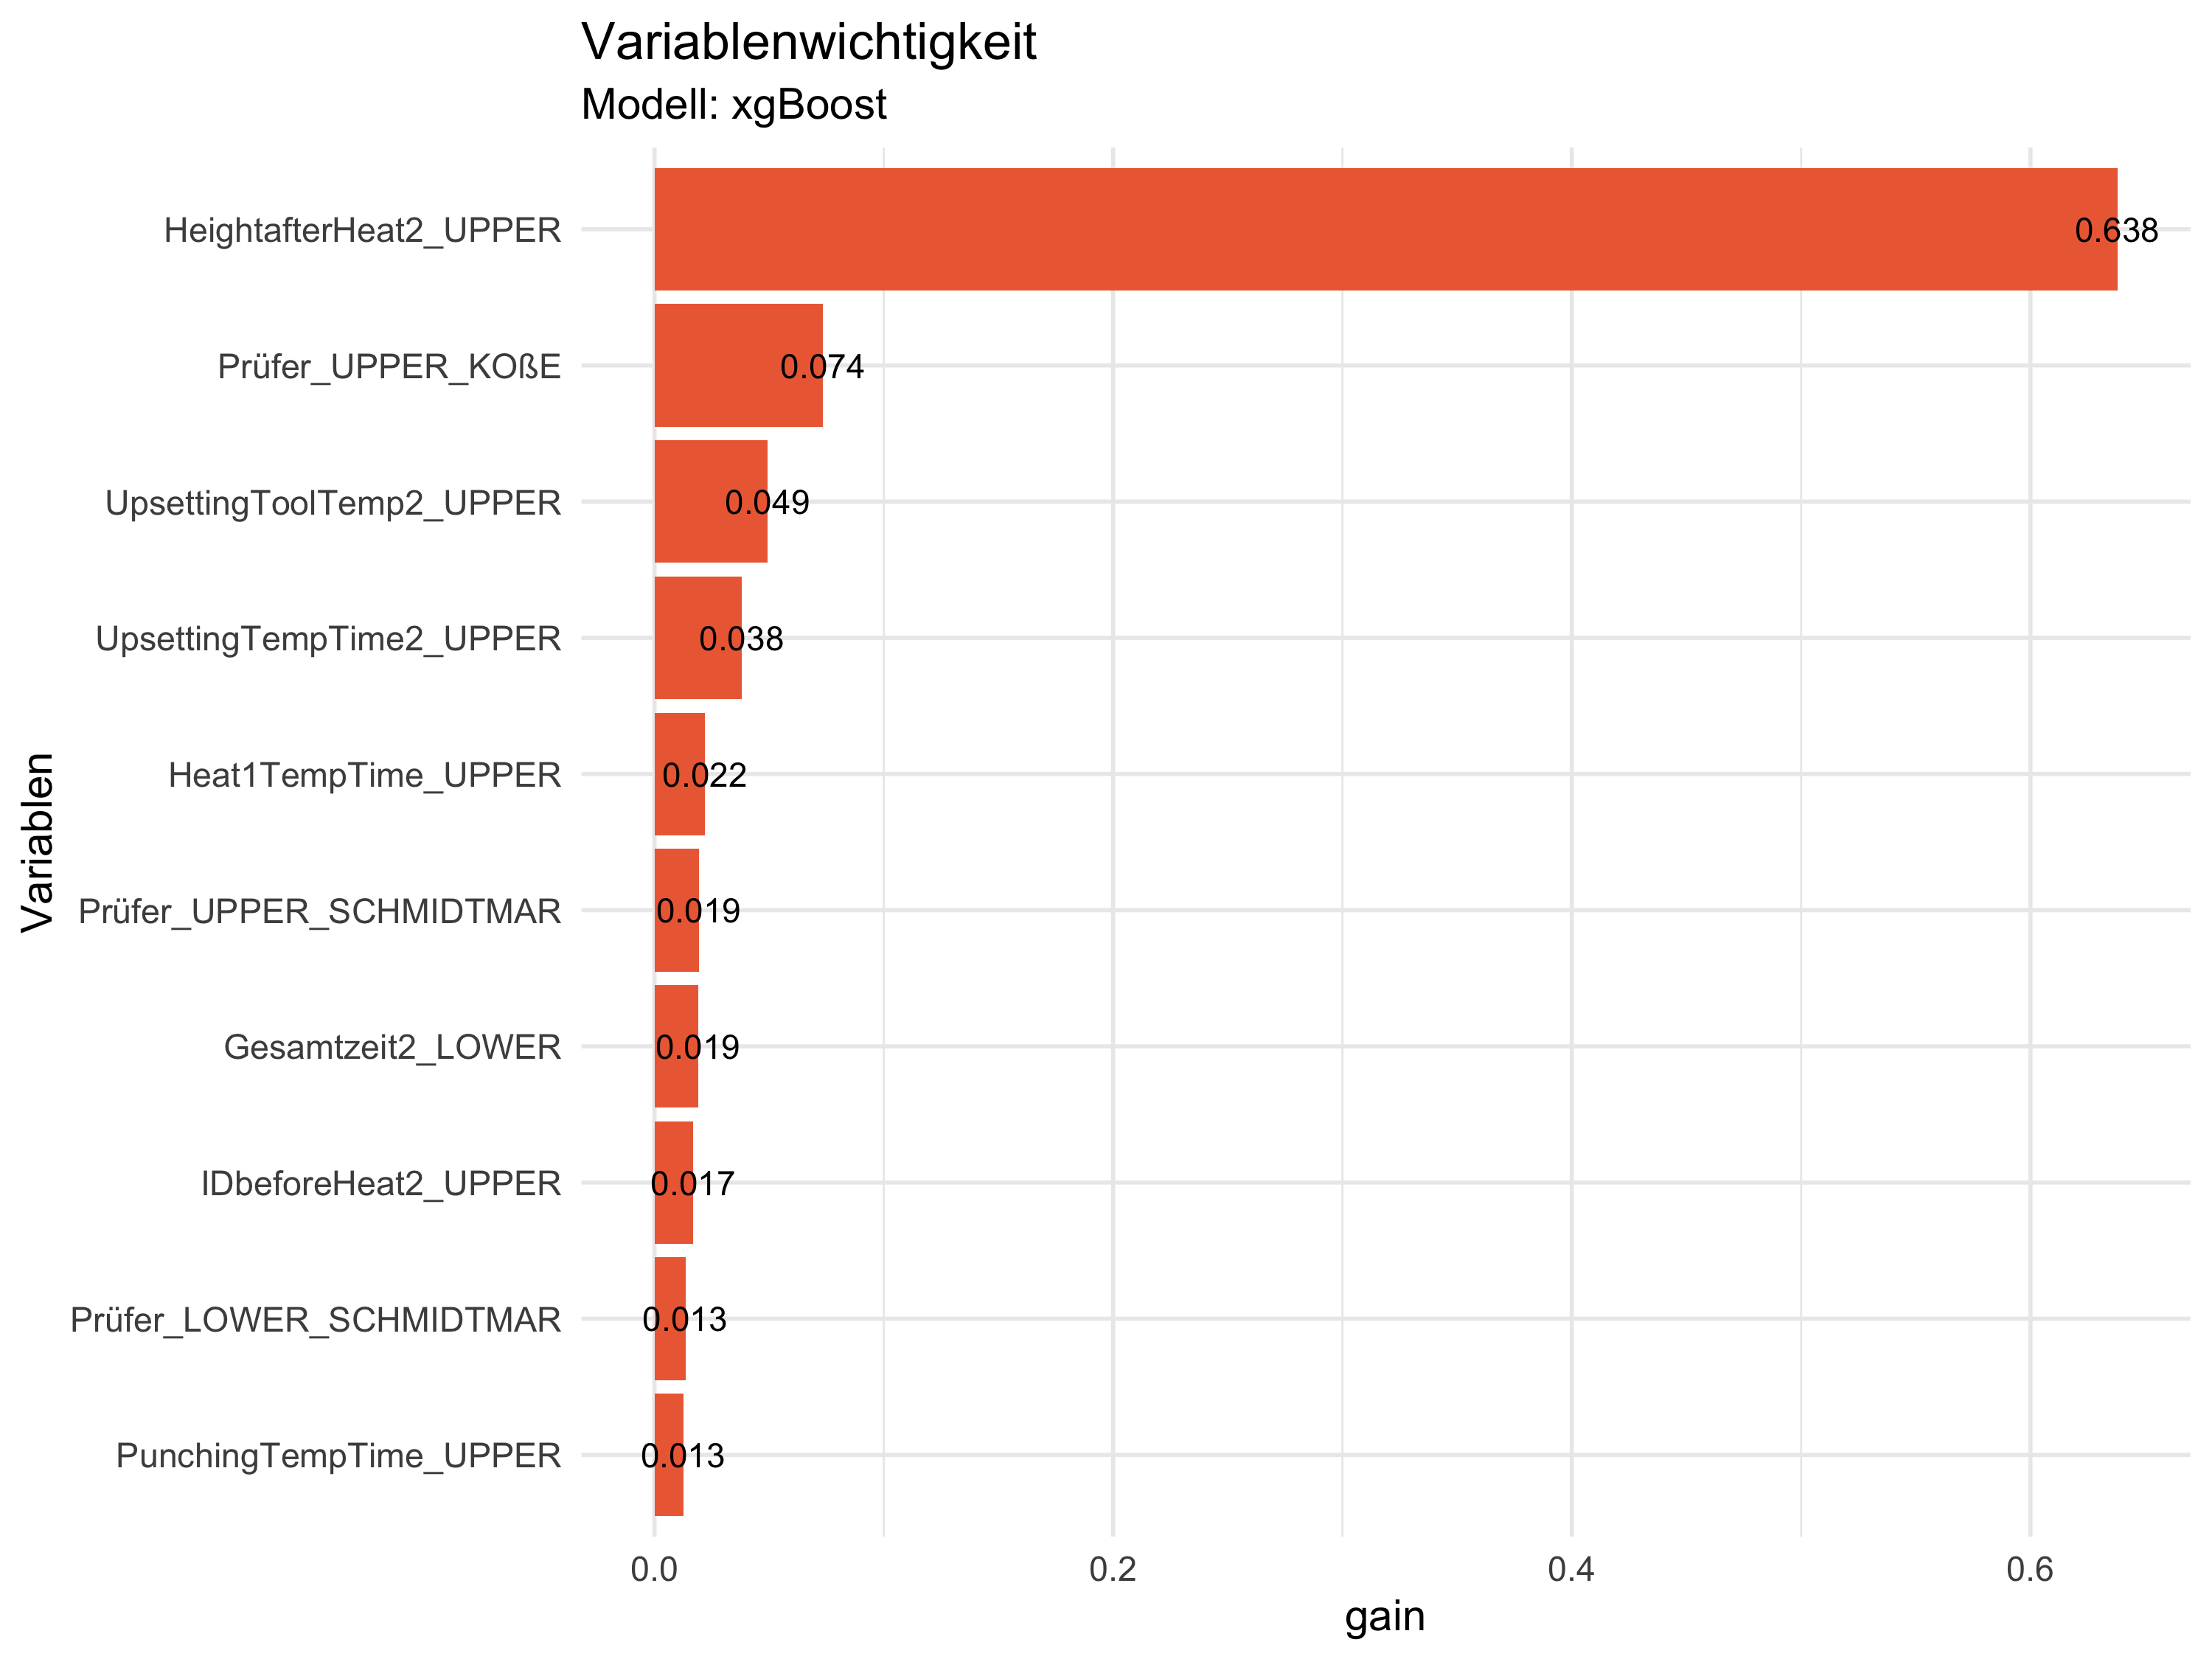 Variablenwichtigkeit
Modell: xgBoost
HeightafterHeat2_UPPER
0.638
Prüfer_UPPER_KOßE
0.074
UpsettingToolTemp2_UPPER
0.049
UpsettingTempTime2_UPPER
0.038
Heat1TempTime_UPPER
0.022
Prüfer_UPPER_SCHMIDTMAR
0.019
Gesamtzeit2_LOWER
0.019
IDbeforeHeat2_UPPER
0.017
Prüfer_LOWER_SCHMIDTMAR
0.013
PunchingTempTime_UPPER
0.013
Variablen
0.0 0.2 0.4 0.6
gain